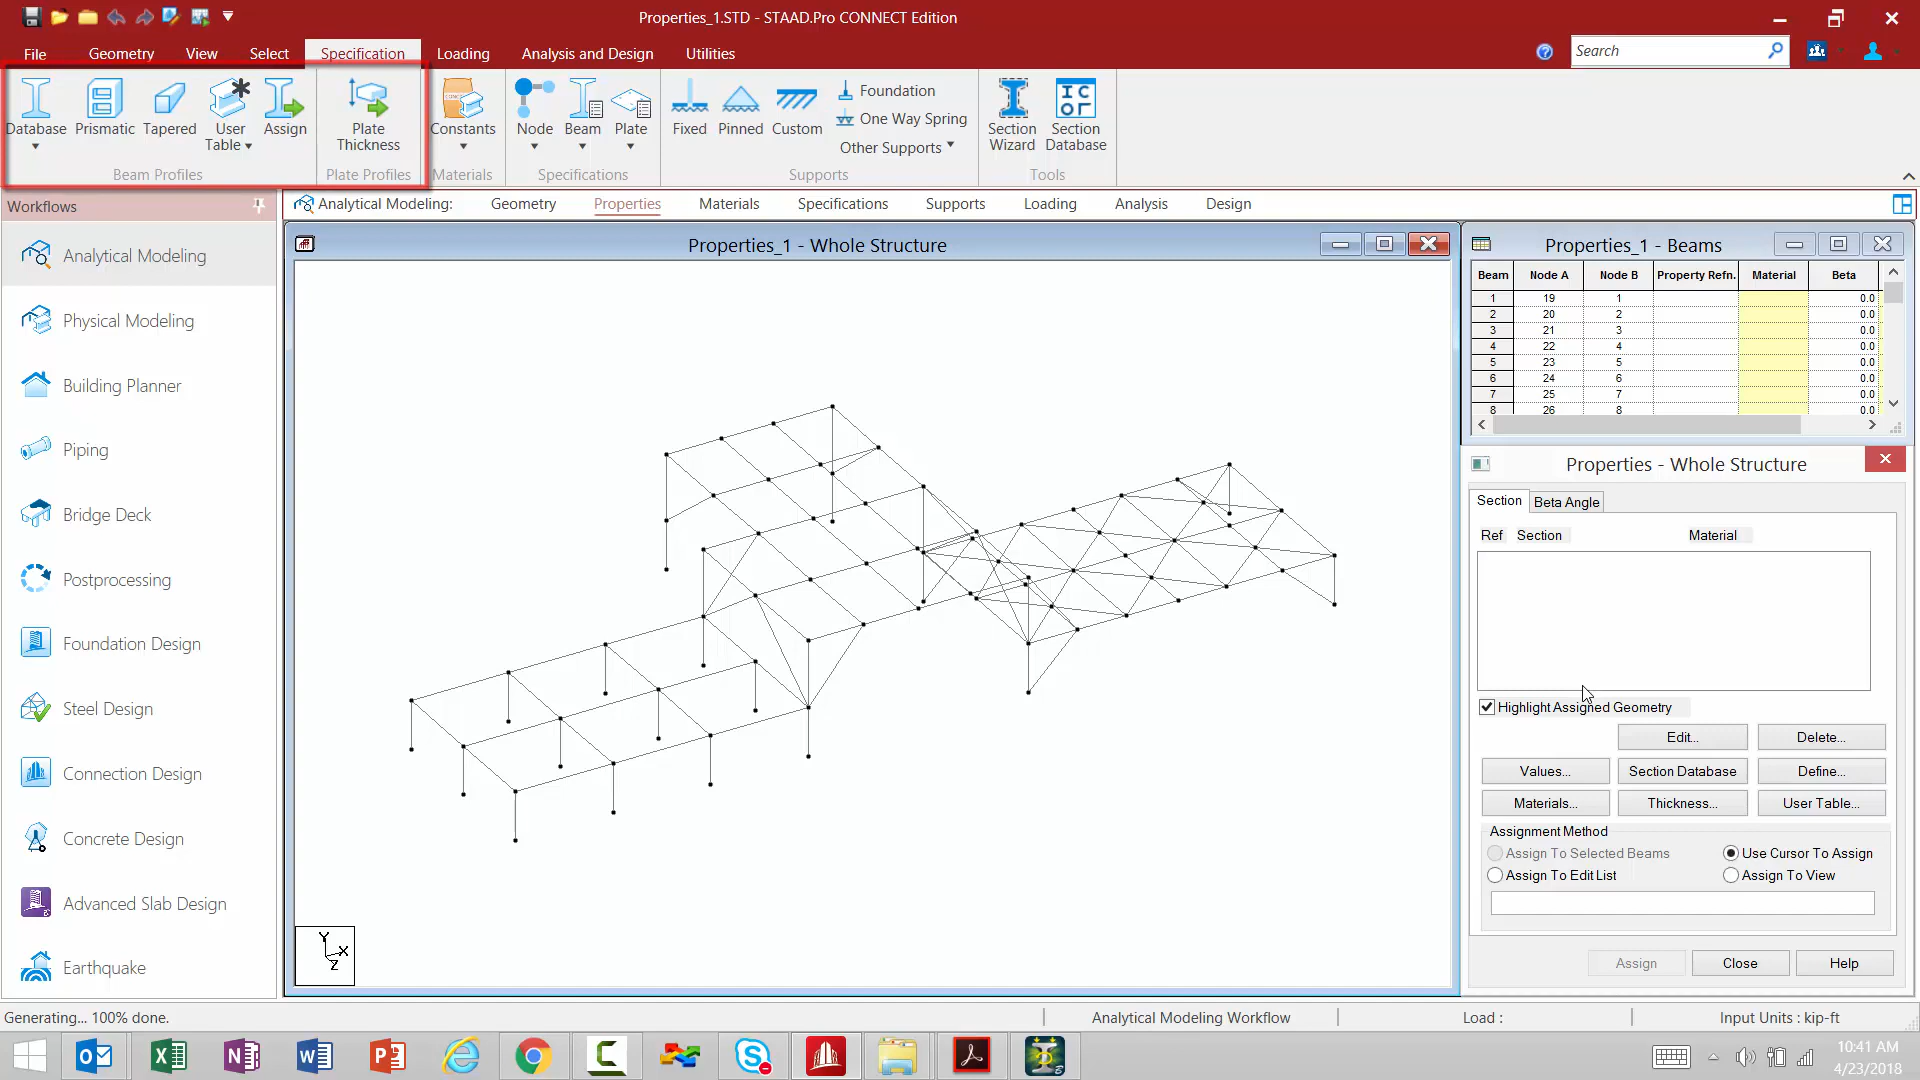 Properties_1.STD - STAAD.Pro CONNECT Edition
File Geometry View Select Specification Loading Analysis and Design Utilities
Search
Database Prismatic Tapered User Table Assign
Beam Profiles
Plate Thickness
Plate Profiles
Constants
Materials
Node Beam Plate
Specifications
Fixed Pinned Custom
Foundation
One Way Spring
Other Supports
Supports
Section Wizard Section Database
Tools
Workflows
Analytical Modeling: Geometry Properties Materials Specifications Supports Loading Analysis Design
Analytical Modeling
Physical Modeling
Building Planner
Piping
Bridge Deck
Postprocessing
Foundation Design
Steel Design
Connection Design
Concrete Design
Advanced Slab Design
Earthquake
Properties_1 - Whole Structure
Y
X
Z
Properties_1 - Beams
Beam Node A Node B Property Refn. Material Beta
1 19 1 0.0
2 20 2 0.0
3 21 3 0.0
4 22 4 0.0
5 23 5 0.0
6 24 6 0.0
7 25 7 0.0
8 26 8 0.0
Properties - Whole Structure
Section Beta Angle
Ref Section Material
Highlight Assigned Geometry
Edit... Delete...
Values... Section Database Define...
Materials... Thickness... User Table...
Assignment Method
Assign To Selected Beams Use Cursor To Assign
Assign To Edit List Assign To View
Assign Close Help
Generating... 100% done.
Analytical Modeling Workflow
Load :
Input Units : kip-ft
10:41 AM
4/23/2018